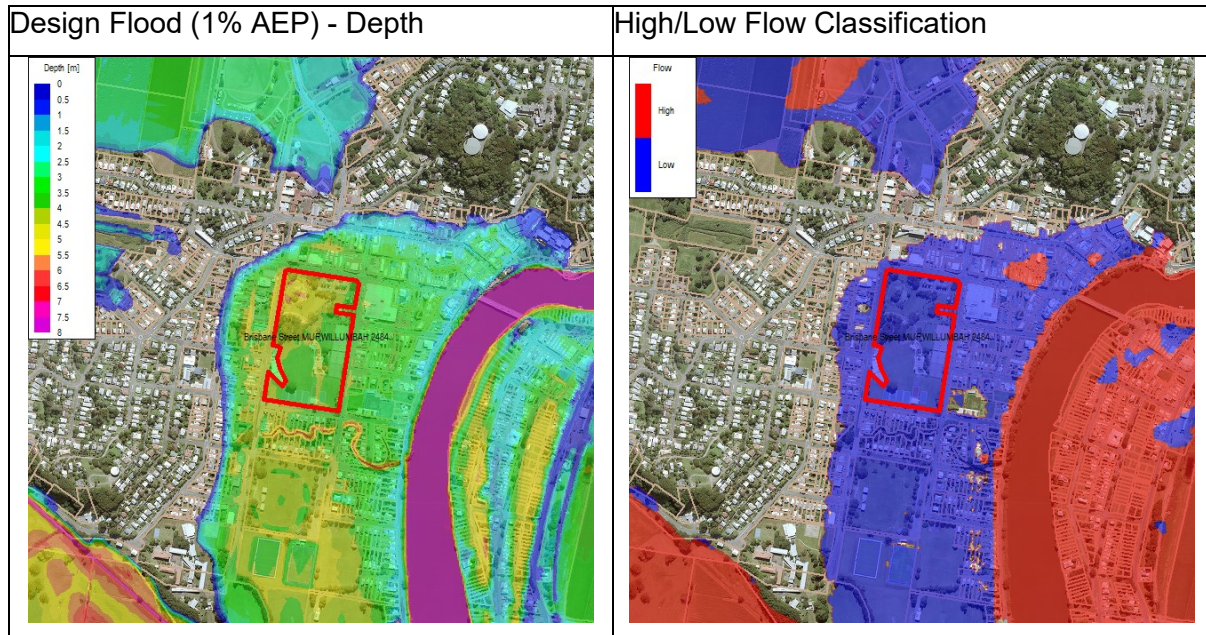 Design Flood (1% AEP) - Depth
High/Low Flow Classification
Depth [m]
0
0.5
1
1.5
2
2.5
3
3.5
4
4.5
5
5.5
6
6.5
7
7.5
8
Brisbane Street MURWILLUMBAH 2484
Flow
High
Low
Brisbane Street MURWILLUMBAH 2484